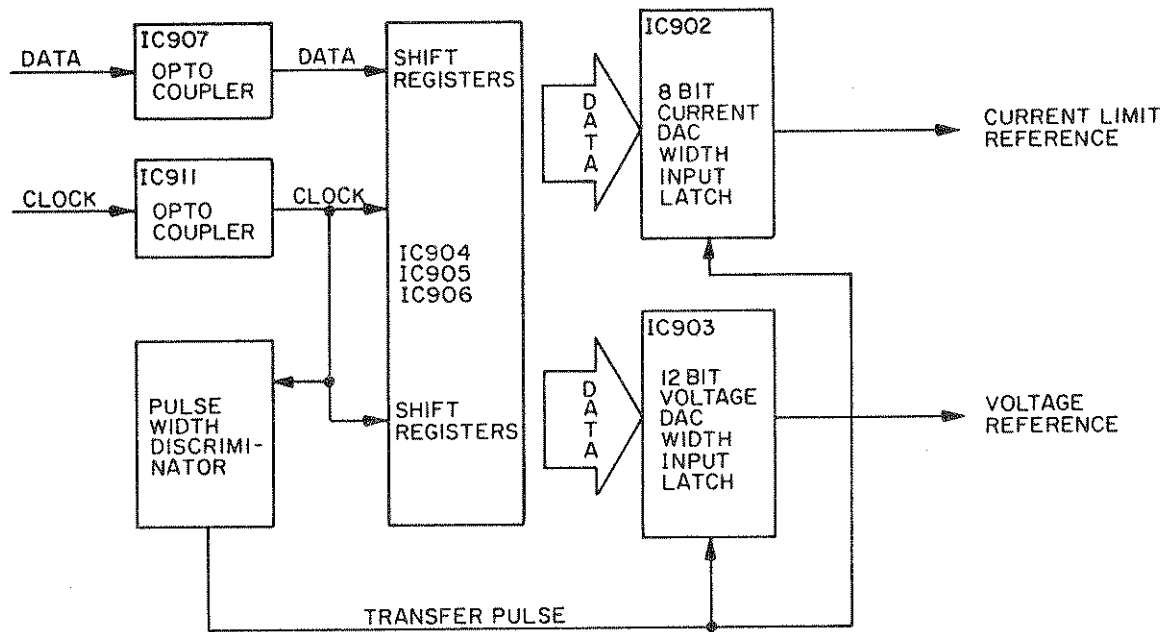 IC907
DATA
OPTO
COUPLER
DATA
IC911
CLOCK
OPTO
COUPLER
CLOCK
PULSE
WIDTH
DISCRIMI-
NATOR
SHIFT
REGISTERS
IC904
IC905
IC906
SHIFT
REGISTERS
DATA
IC902
8 BIT
CURRENT
DAC
WIDTH
INPUT
LATCH
CURRENT LIMIT
REFERENCE
DATA
IC903
12 BIT
VOLTAGE
DAC
WIDTH
INPUT
LATCH
VOLTAGE
REFERENCE
TRANSFER PULSE